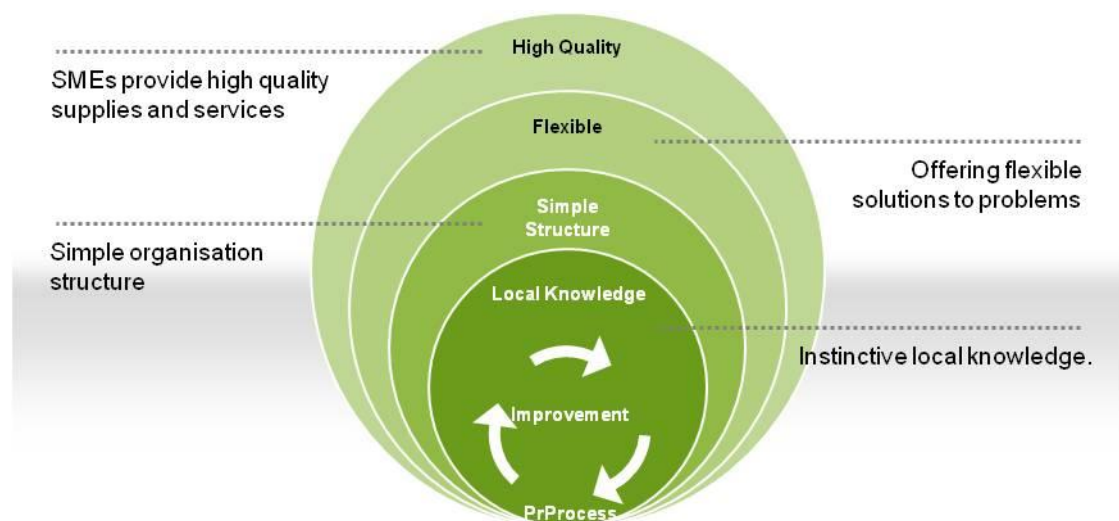 High Quality
SMEs provide high quality
supplies and services
Flexible
Offering flexible
solutions to problems
Simple
Structure
Simple organisation
structure
Local Knowledge
Instinctive local knowledge.
Improvement
PrProcess